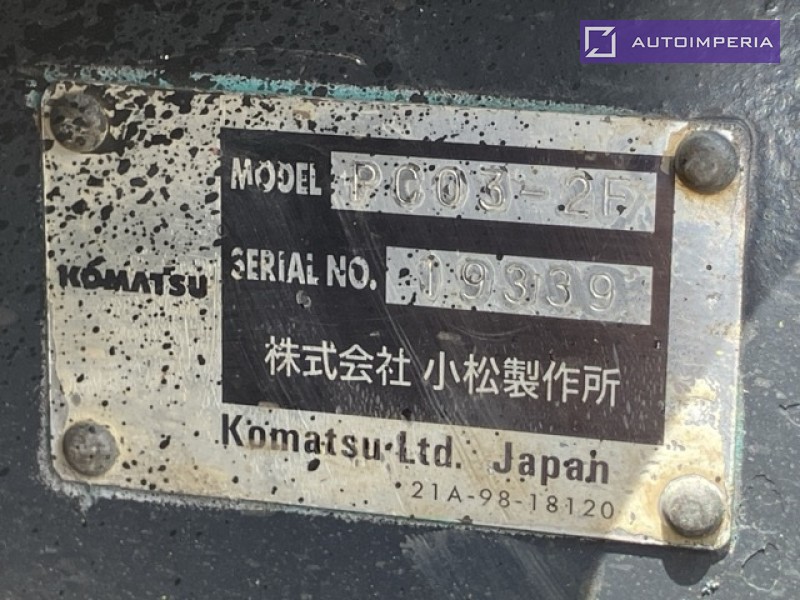 AUTOIMPERIA
MODEL PC03-2F
SERIAL NO. 19339
KOMATSU
株式会社 小松製作所
Komatsu Ltd. Japan
21A-98-18120